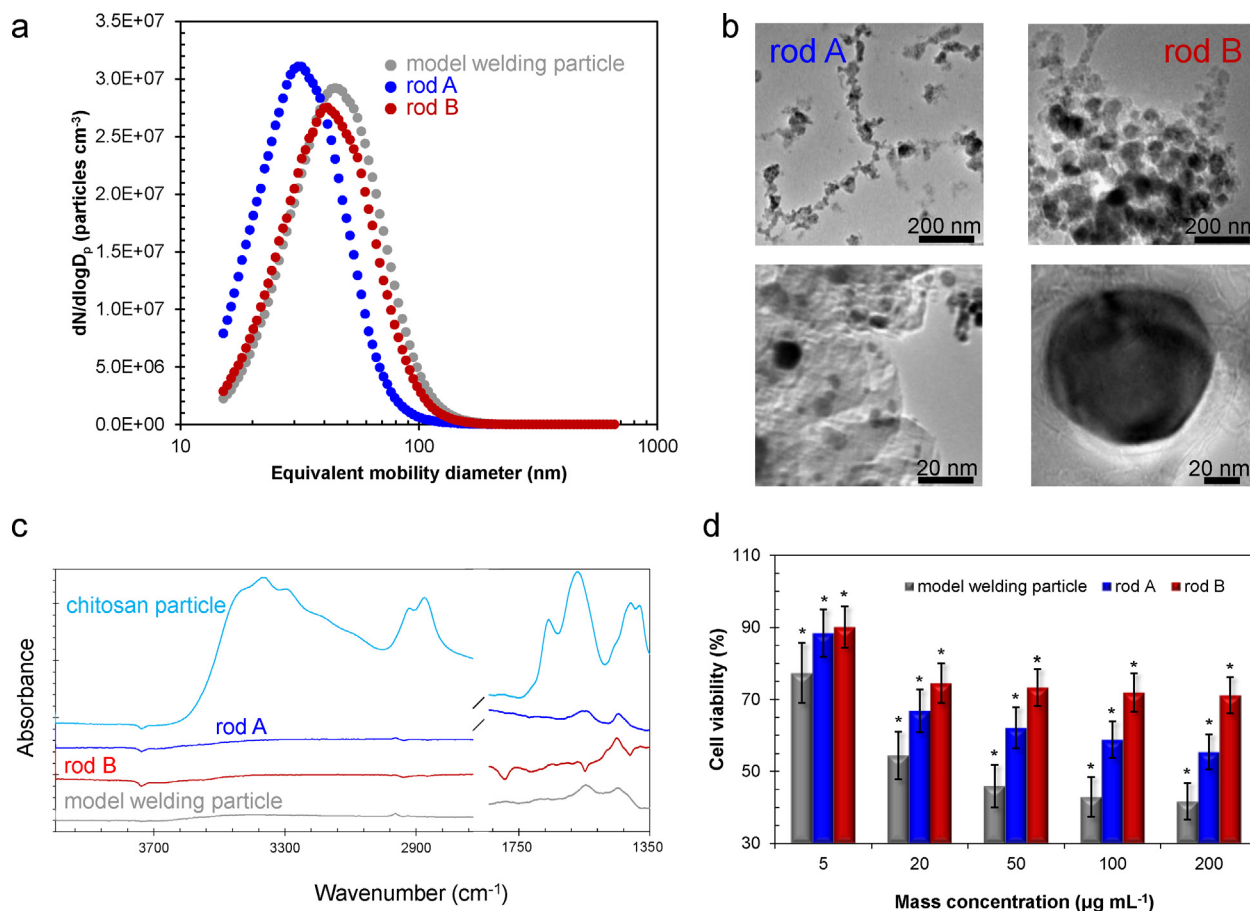 a
3.5E+07
3.0E+07
2.5E+07
2.0E+07
1.5E+07
1.0E+07
5.0E+06
0.0E+00
dN/dlogDp (particles cm-3)
model welding particle
rod A
rod B
10
100
1000
Equivalent mobility diameter (nm)
b
rod A
200 nm
rod B
200 nm
20 nm
20 nm
c
Absorbance
chitosan particle
rod A
rod B
model welding particle
3700
3300
2900
1750
1350
Wavenumber (cm-1)
d
110
90
70
50
30
Cell viability (%)
model welding particle
rod A
rod B
* * *
* * *
* * *
* * *
* * *
5
20
50
100
200
Mass concentration (µg mL-1)